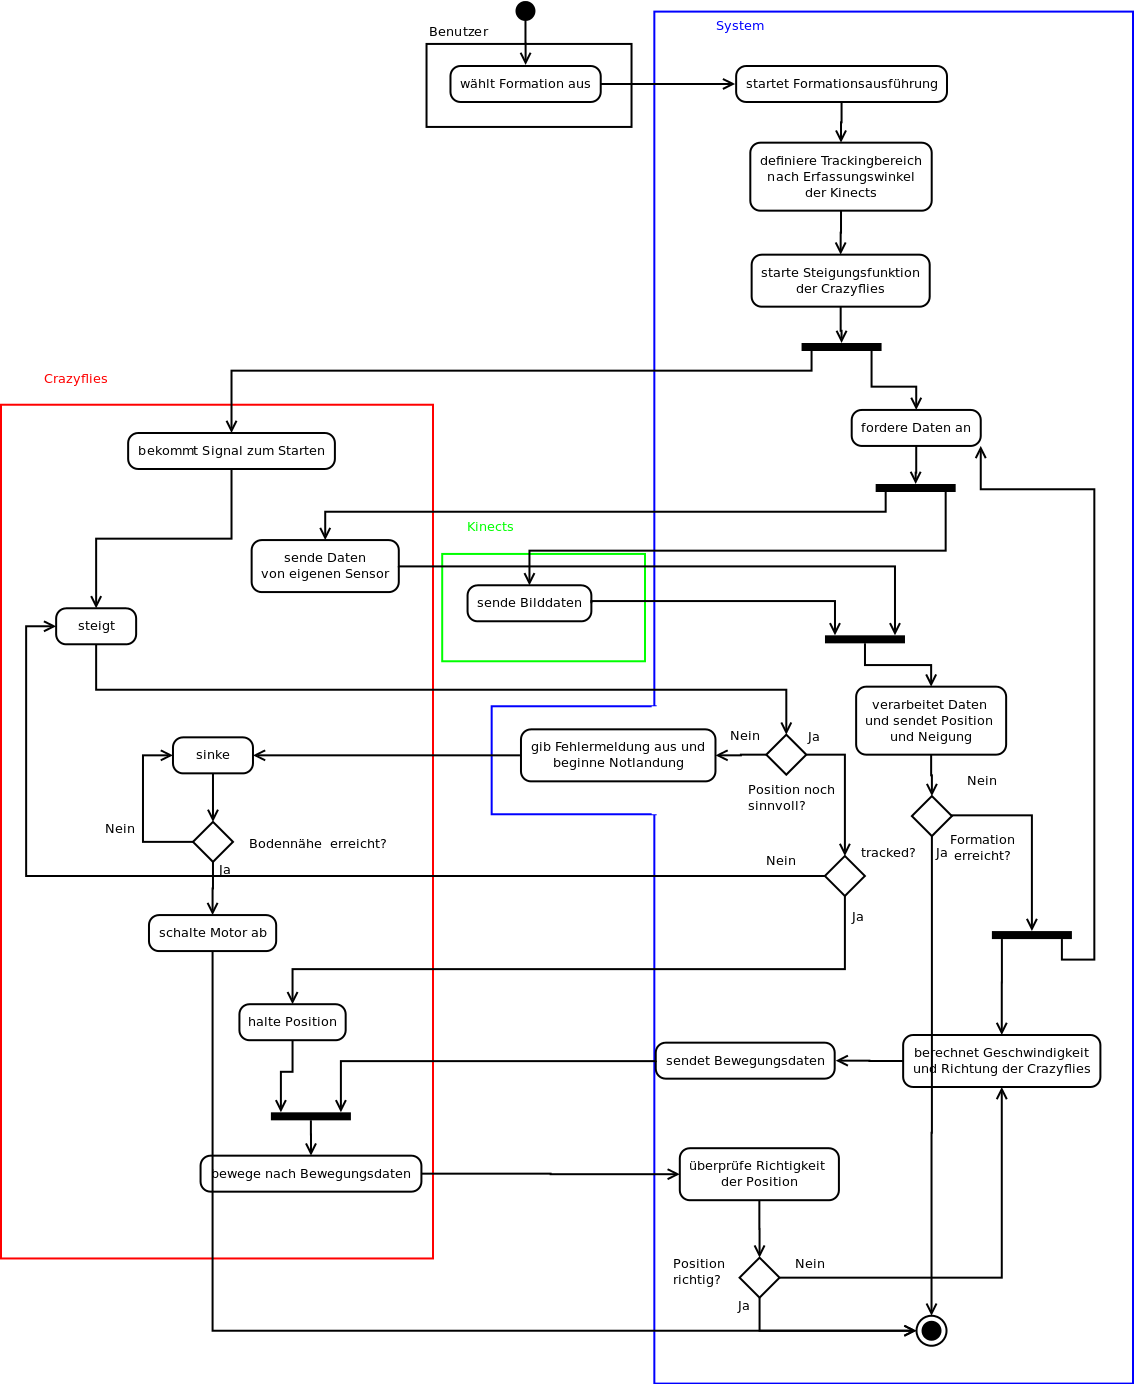 System
Benutzer
wählt Formation aus
startet Formationsausführung
definiere Trackingbereich
nach Erfassungswinkel
der Kinects
starte Steigungsfunktion
der Crazyflies
Crazyflies
fordere Daten an
bekommt Signal zum Starten
KInects
sende Daten
von eigenen Sensor
sende Bilddaten
steigt
verarbeitet Daten
und sendet Position
und Neigung
Nein
Ja
gib Fehlermeldung aus und
beginne Notlandung
sinke
Nein
Position noch
sinnvoll?
Nein
Bodennähe  erreicht?
Formation
erreicht?
Ja
tracked?
Nein
Ja
Ja
schalte Motor ab
halte Position
sendet Bewegungsdaten
berechnet Geschwindigkeit
und Richtung der Crazyflies
bewege nach Bewegungsdaten
überprüfe Richtigkeit
der Position
Position
richtig?
Nein
Ja